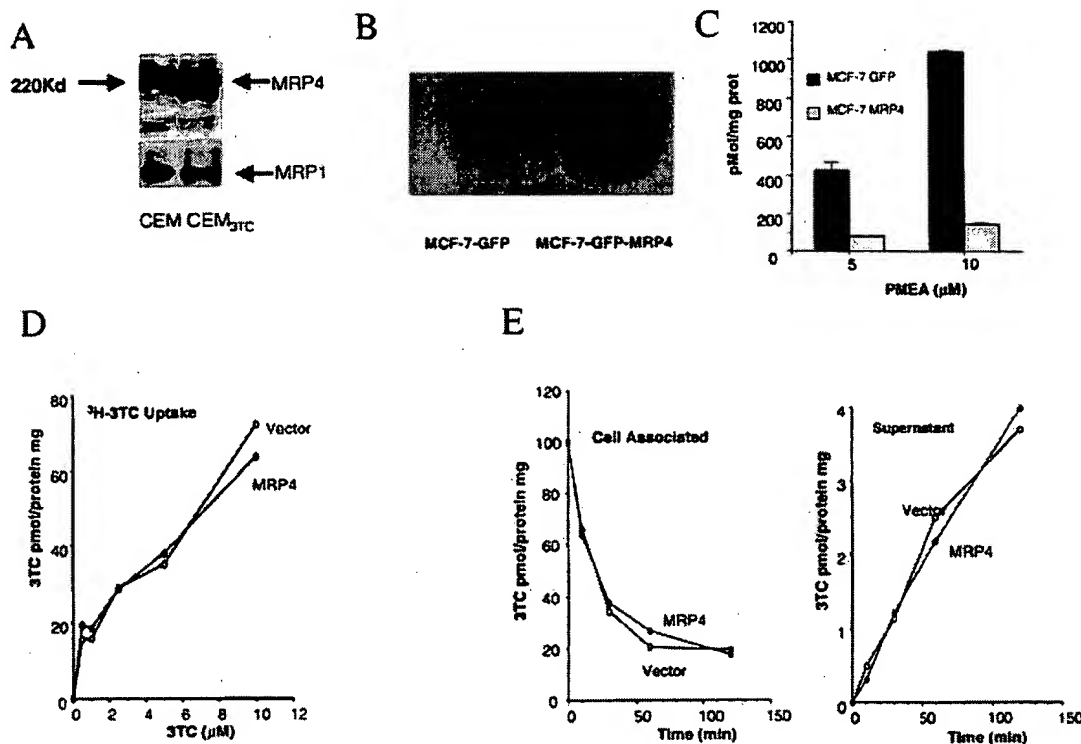 A
220Kd
MRP4
MRP1
CEM CEM3TC
B
MCF-7-GFP MCF-7-GFP-MRP4
C
pMol/mg prot
1200
1000
800
600
400
200
0
MCF-7 GFP
MCF-7 MRP4
5 10
PMEA (µM)
D
3TC pmol/protein mg
80
60
40
20
0
³H-3TC Uptake
Vector
MRP4
0 2 4 6 8 10 12
3TC (µM)
E
3TC pmol/protein mg
120
100
80
60
40
20
0
Cell Associated
MRP4
Vector
0 50 100 150
Time (min)
3TC pmol/protein mg
4
3
2
1
0
Supernatant
Vector
MRP4
0 50 100 150
Time (min)